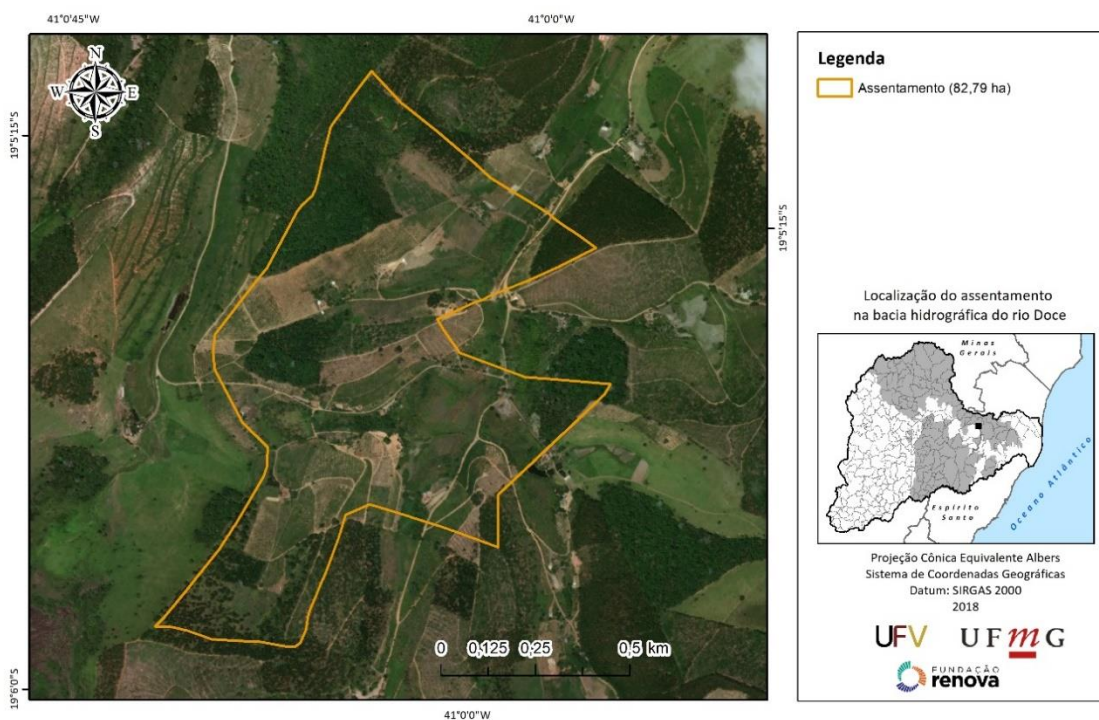 41°0'45"W
41°0'0"W
N
W
E
S
19°5'15"S
19°5'15"S
19°6'0"S
0 0,125 0,25 0,5 km
41°0'0"W
Legenda
Assentamento (82,79 ha)
Localização do assentamento
na bacia hidrográfica do rio Doce
Minas
Gerais
Espírito
Santo
Oceano Atlântico
Projeção Cônica Equivalente Albers
Sistema de Coordenadas Geográficas
Datum: SIRGAS 2000
2018
UFV UFmG
FUNDAÇÃO
renova